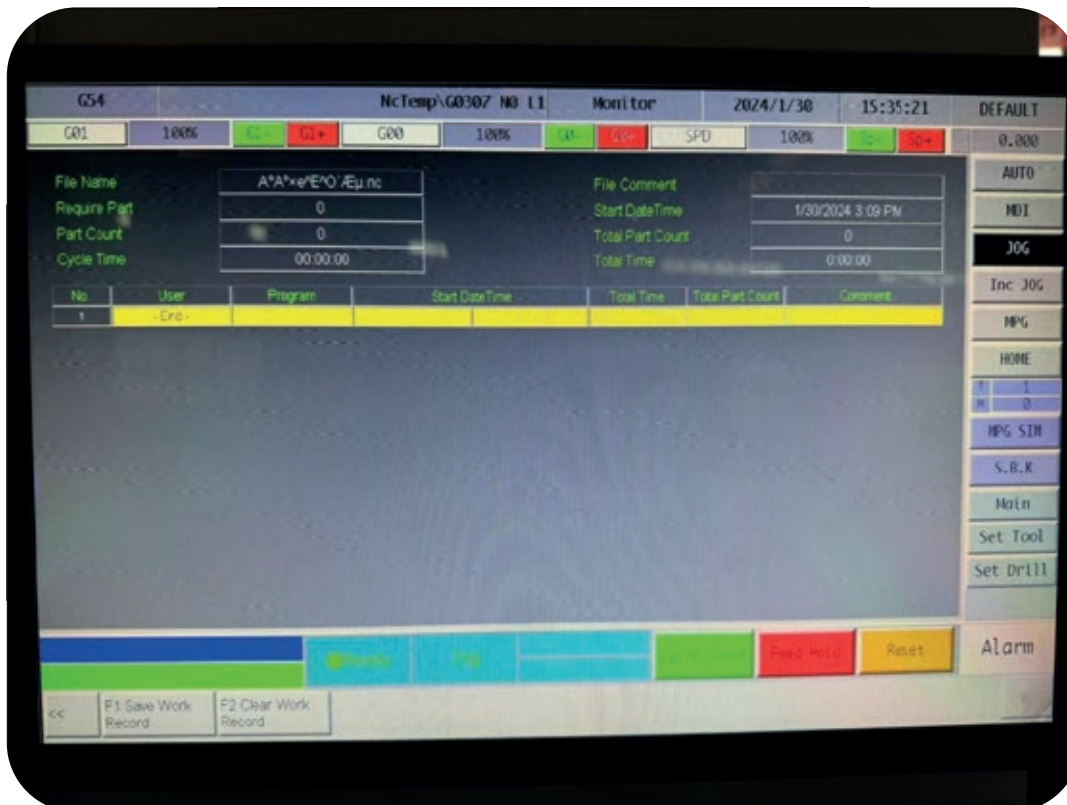 G54 NcTemp\G0307 N0 L1 Monitor 2024/1/30 15:35:21 DEFAULT
G01 100% G1- G1+ G00 100% G0- G0+ SPD 100% Sp- Sp+ 0.000
AUTO
File Name File Comment
Require Part 0 Start DateTime 1/30/2024 3:09 PM MDI
Part Count 0 Total Part Count 0
Cycle Time 00:00:00 Total Time 0:00:00 JOG
No. User Program Start DateTime Total Time Total Part Count Comment Inc JOG
1 - End -
MPG
HOME
T 1
M 0
MPG SIM
S.B.K
Main
Set Tool
Set Drill
Feed Hold Reset Alarm
<< F1 Save Work F2 Clear Work
Record Record